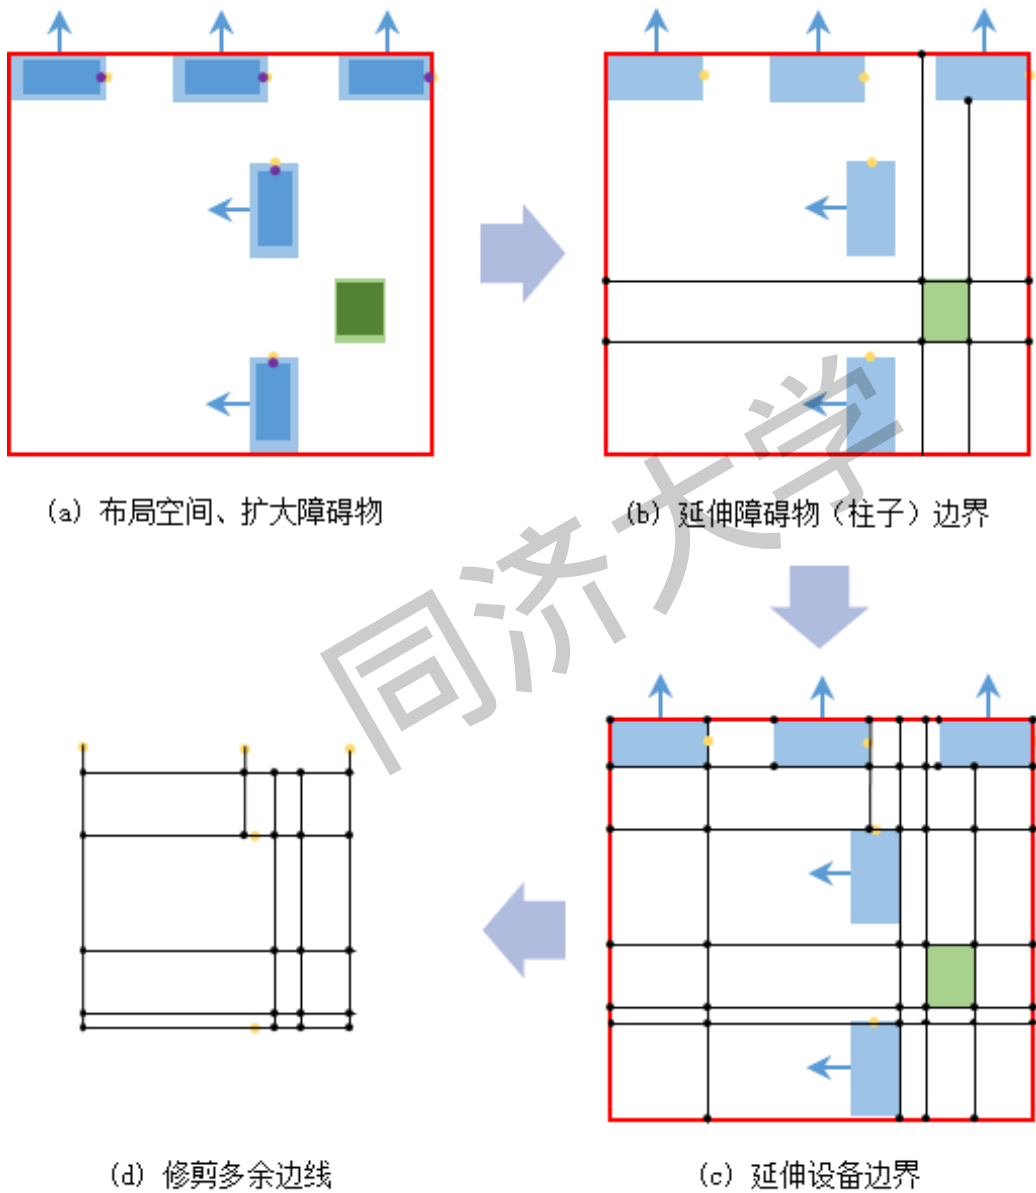 (a) 布局空间、扩大障碍物
(b) 延伸障碍物（柱子）边界
同济大学
(d) 修剪多余边线
(c) 延伸设备边界